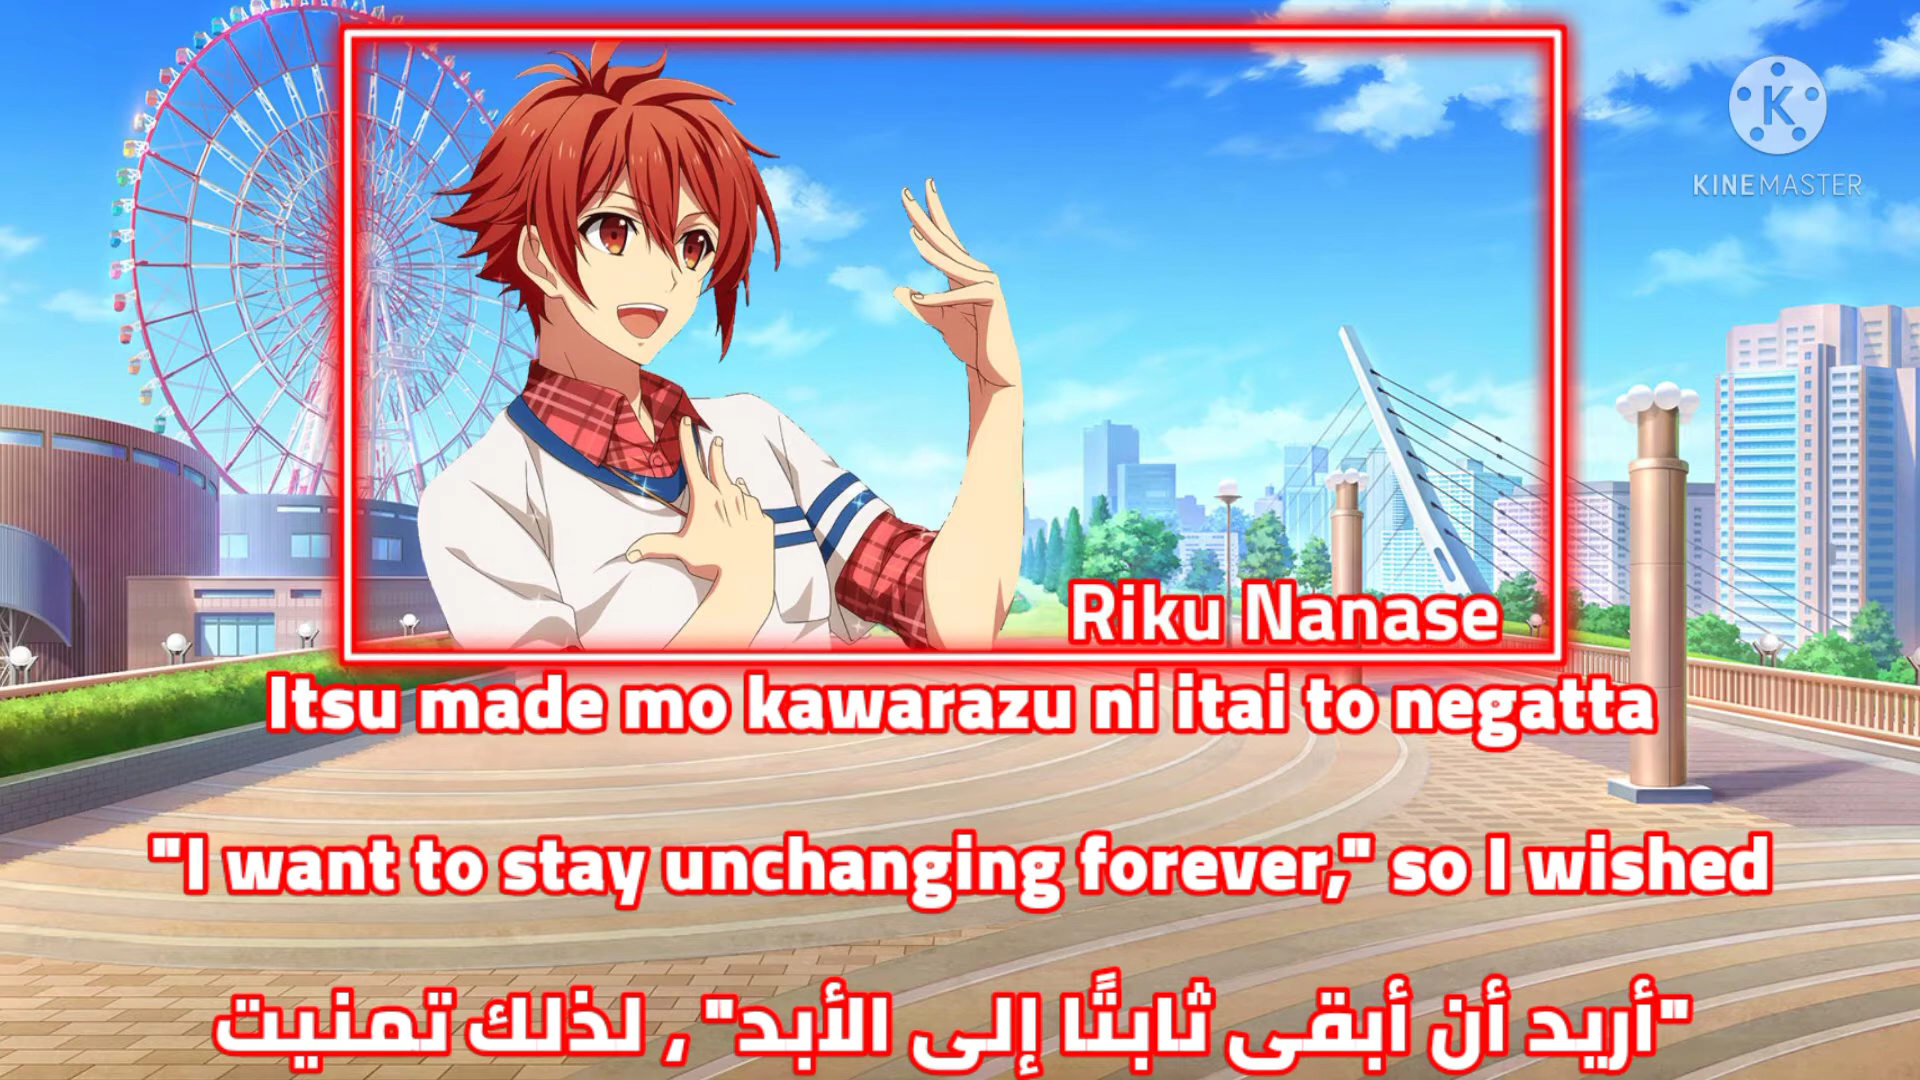 KINEMASTER
Riku Nanase
Itsu made mo kawarazu ni itai to negatta
"I want to stay unchanging forever," so I wished
"أريد أن أبقى ثابتًا إلى الأبد" , لذلك تمنيت